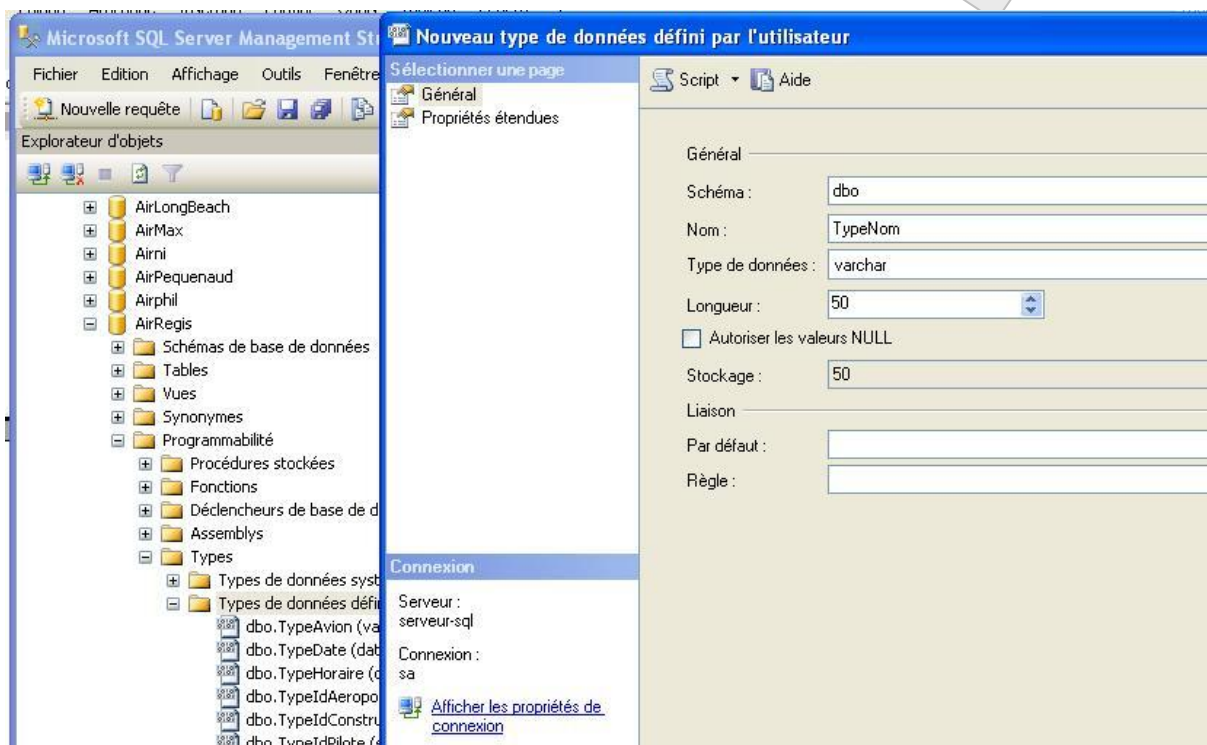 Microsoft SQL Server Management St
Fichier Edition Affichage Outils Fenêtre
Nouvelle requête
Explorateur d'objets
AirLongBeach
AirMax
Airni
AirPequenaud
Airphil
AirRegis
Schémas de base de données
Tables
Vues
Synonymes
Programmabilité
Procédures stockées
Fonctions
Déclencheurs de base de d
Assemblys
Types
Types de données syst
Types de données défi
dbo.TypeAvion (va
dbo.TypeDate (dat
dbo.TypeHoraire (d
dbo.TypeIdAeropo
dbo.TypeIdConstru
dbo.TypeIdPilote (
Nouveau type de données défini par l'utilisateur
Sélectionner une page
Général
Propriétés étendues
Connexion
Serveur :
serveur-sql
Connexion :
sa
Afficher les propriétés de
connexion
Script Aide
Général
Schéma : dbo
Nom : TypeNom
Type de données : varchar
Longueur : 50
Autoriser les valeurs NULL
Stockage : 50
Liaison
Par défaut :
Règle :